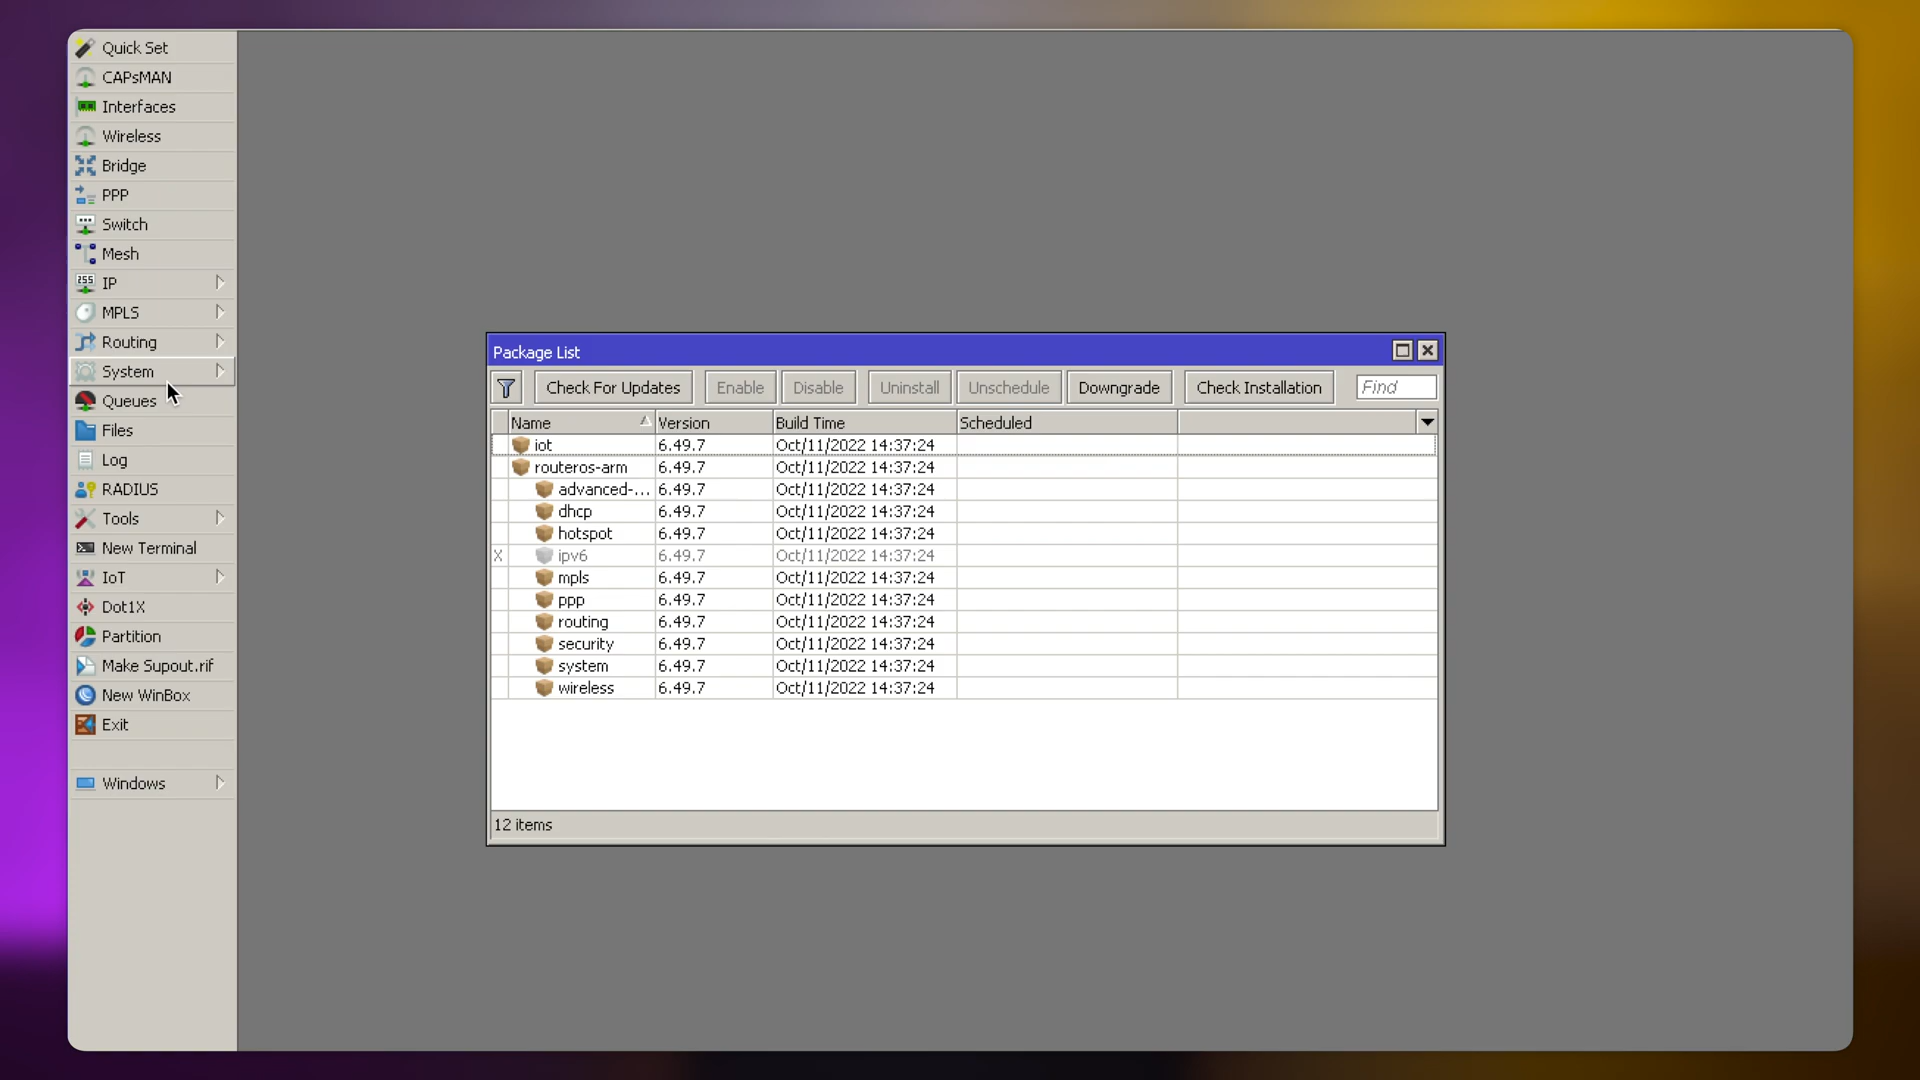 Quick Set
CAPsMAN
Interfaces
Wireless
Bridge
PPP
Switch
Mesh
255 IP
MPLS
Routing
System
Queues
Files
Log
RADIUS
Tools
New Terminal
IoT
Dot1X
Partition
Make Supout.rif
New WinBox
Exit
Windows
Package List
Check For Updates Enable Disable Uninstall Unschedule Downgrade Check Installation Find
Name Version Build Time Scheduled
iot 6.49.7 Oct/11/2022 14:37:24
routeros-arm 6.49.7 Oct/11/2022 14:37:24
advanced-... 6.49.7 Oct/11/2022 14:37:24
dhcp 6.49.7 Oct/11/2022 14:37:24
hotspot 6.49.7 Oct/11/2022 14:37:24
X ipv6 6.49.7 Oct/11/2022 14:37:24
mpls 6.49.7 Oct/11/2022 14:37:24
ppp 6.49.7 Oct/11/2022 14:37:24
routing 6.49.7 Oct/11/2022 14:37:24
security 6.49.7 Oct/11/2022 14:37:24
system 6.49.7 Oct/11/2022 14:37:24
wireless 6.49.7 Oct/11/2022 14:37:24
12 items